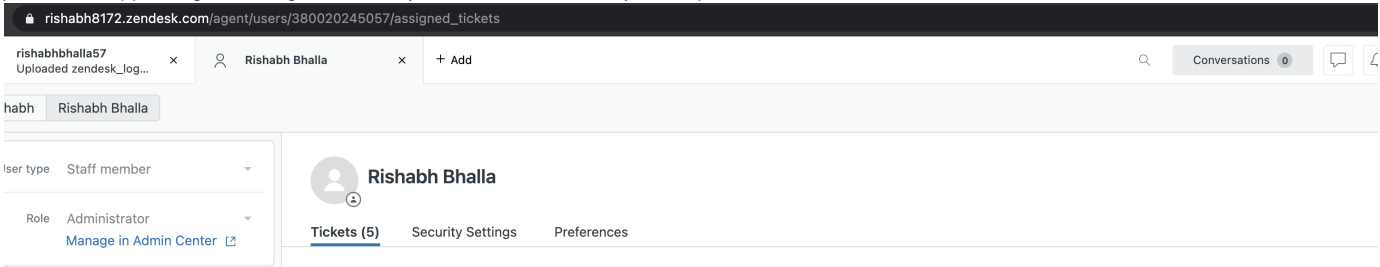 rishabh8172.zendesk.com/agent/users/380020245057/assigned_tickets
rishabhbhalla57
Uploaded zendesk_log...
Rishabh Bhalla
+ Add
Conversations 0
habh
Rishabh Bhalla
User type
Staff member
Role
Administrator
Manage in Admin Center
Rishabh Bhalla
Tickets (5)
Security Settings
Preferences